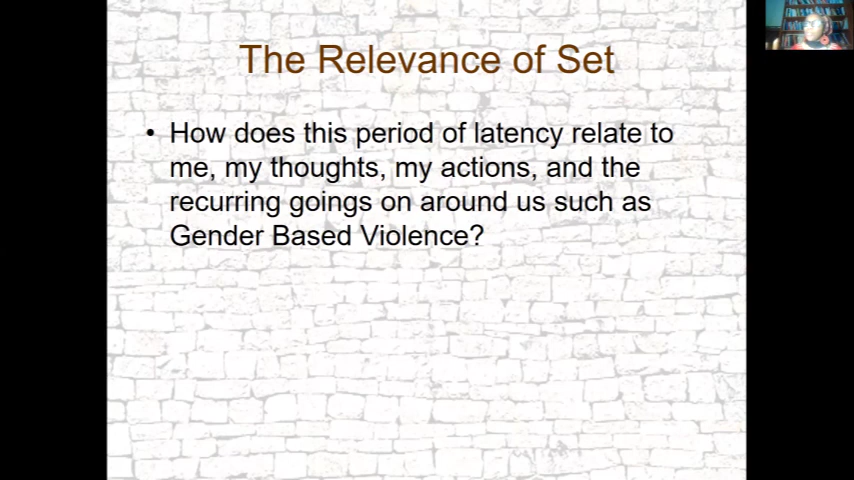 The Relevance of Set
• How does this period of latency relate to
me, my thoughts, my actions, and the
recurring goings on around us such as
Gender Based Violence?